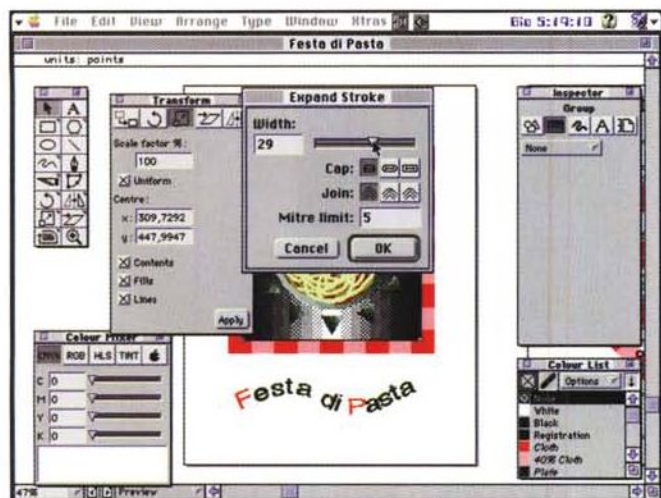 File Edit View Arrange Type Window Xtras
Gio 5:19:10
Festa di Pasta
units: points
Transform
Scale factor %:
100
Uniform
Centre:
x: 309,7292
y: 447,9947
Contents
Fills
Lines
Apply
Expand Stroke
Width:
29
Cap:
Join:
Mitre limit: 5
Cancel OK
Inspector
Group
None
Colour Mixer
CMYK RGB HLS TINT
C 0
M 0
Y 0
K 0
Festa di Pasta
Colour List
Options
None
White
Black
Registration
Cloth
40% Cloth
Plate
47% Preview